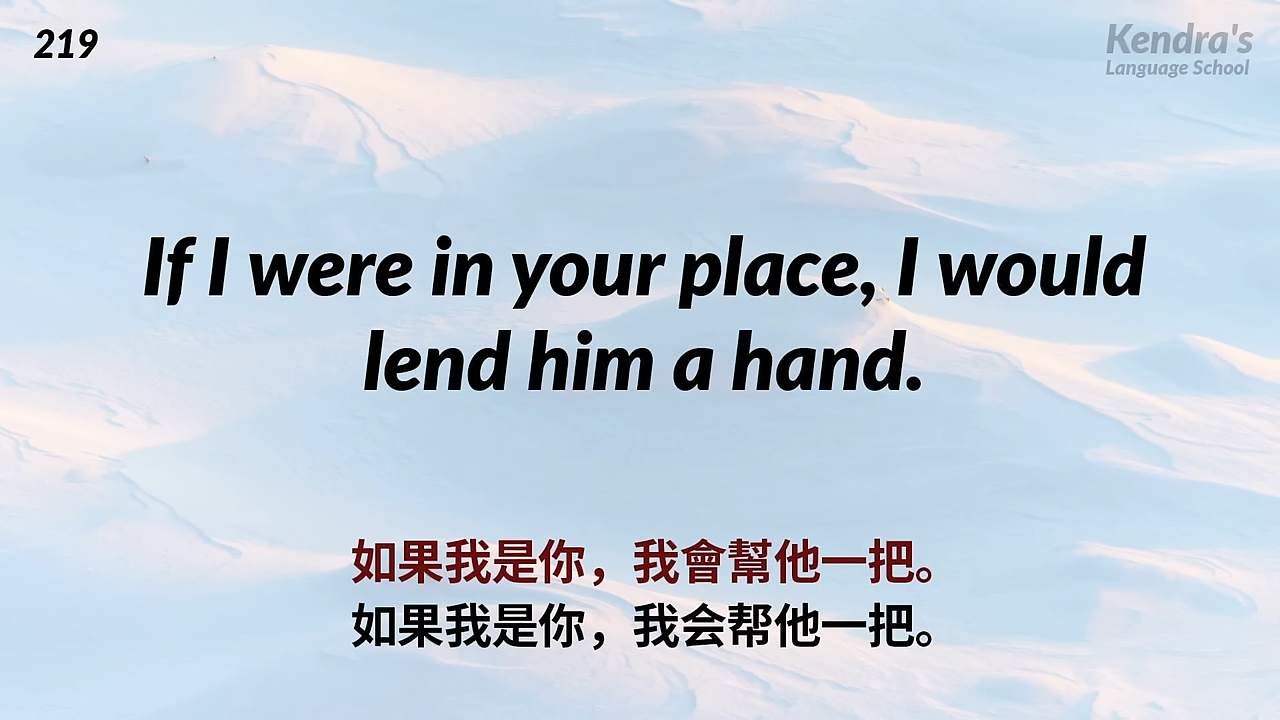 219
Kendra's
Language School
If I were in your place, I would
lend him a hand.
如果我是你，我會幫他一把。
如果我是你，我会帮他一把。